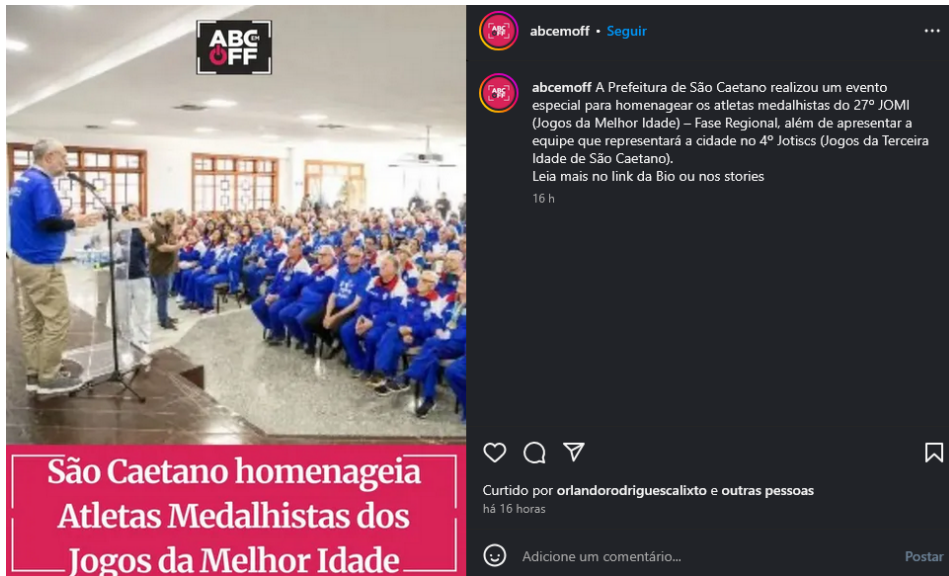 ABC EM
OFF
São Caetano homenageia
Atletas Medalhistas dos
Jogos da Melhor Idade
abcemoff • Seguir
abcemoff A Prefeitura de São Caetano realizou um evento
especial para homenagear os atletas medalhistas do 27º JOMI
(Jogos da Melhor Idade) – Fase Regional, além de apresentar a
equipe que representará a cidade no 4º Jotiscs (Jogos da Terceira
Idade de São Caetano).
Leia mais no link da Bio ou nos stories
16 h
Curtido por orlandorodriguescalixto e outras pessoas
há 16 horas
Adicione um comentário...
Postar